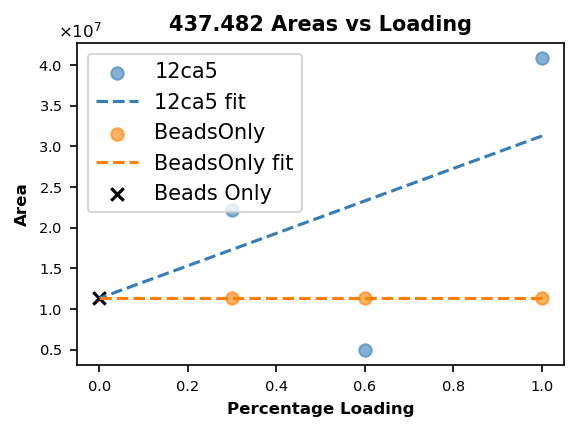 437.482 Areas vs Loading
×10⁷
12ca5
12ca5 fit
BeadsOnly
BeadsOnly fit
Beads Only
4.0
3.5
3.0
2.5
2.0
1.5
1.0
0.5
Area
0.0 0.2 0.4 0.6 0.8 1.0
Percentage Loading